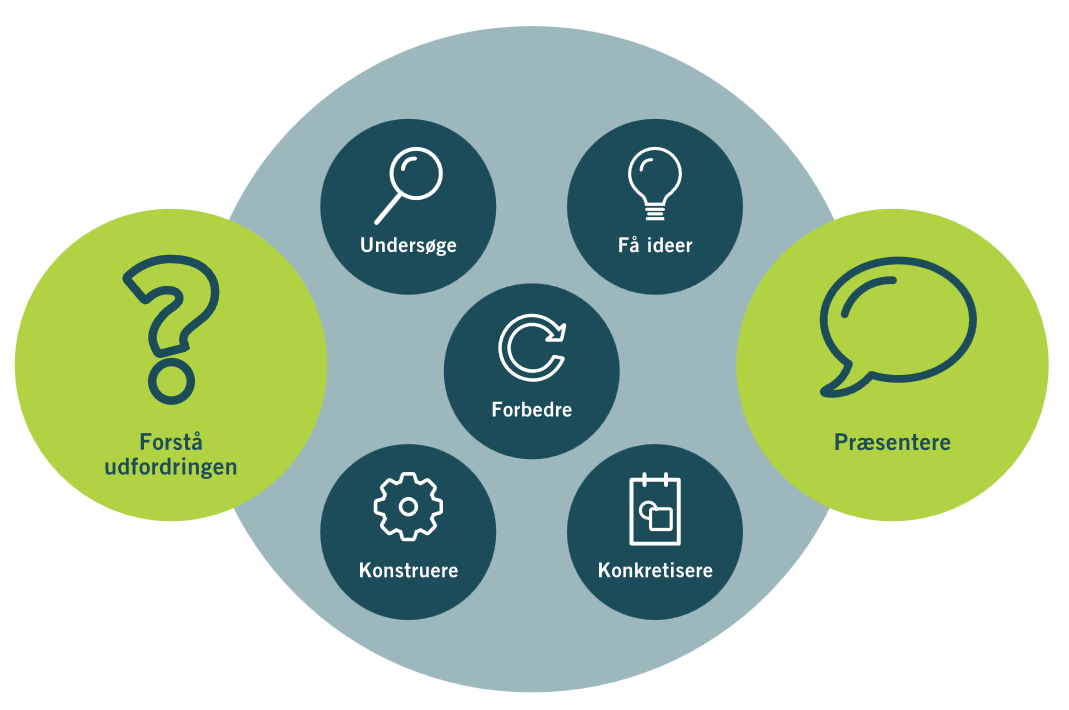 Undersøge
Få ideer
Forstå
udfordringen
Forbedre
Præsentere
Konstruere
Konkretisere